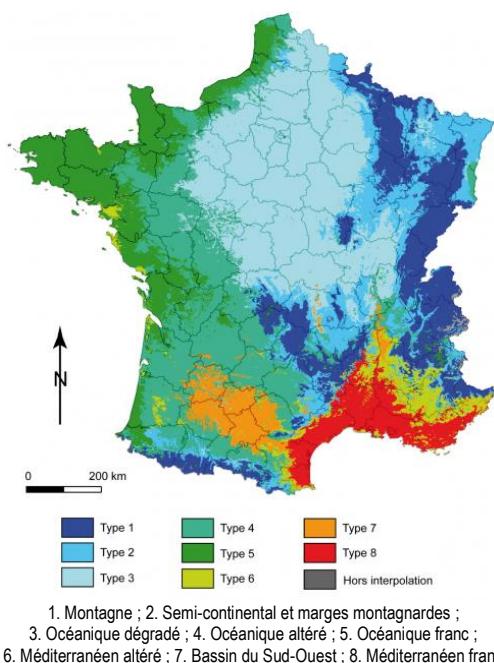 N
0 200 km
Type 1 Type 4 Type 7
Type 2 Type 5 Type 8
Type 3 Type 6 Hors interpolation
1. Montagne ; 2. Semi-continental et marges montagnardes ;
3. Océanique dégradé ; 4. Océanique altéré ; 5. Océanique franc ;
6. Méditerranéen altéré ; 7. Bassin du Sud-Ouest ; 8. Méditerranéen fran